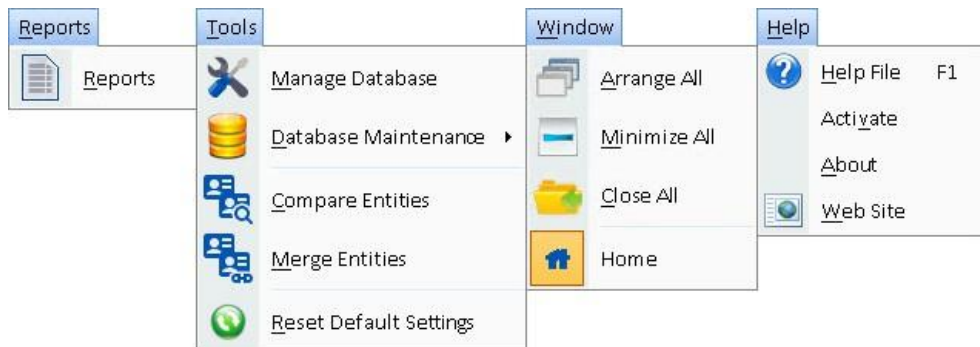 Reports
Reports
Tools
Manage Database
Database Maintenance
Compare Entities
Merge Entities
Reset Default Settings
Window
Arrange All
Minimize All
Close All
Home
Help
Help File F1
Activate
About
Web Site